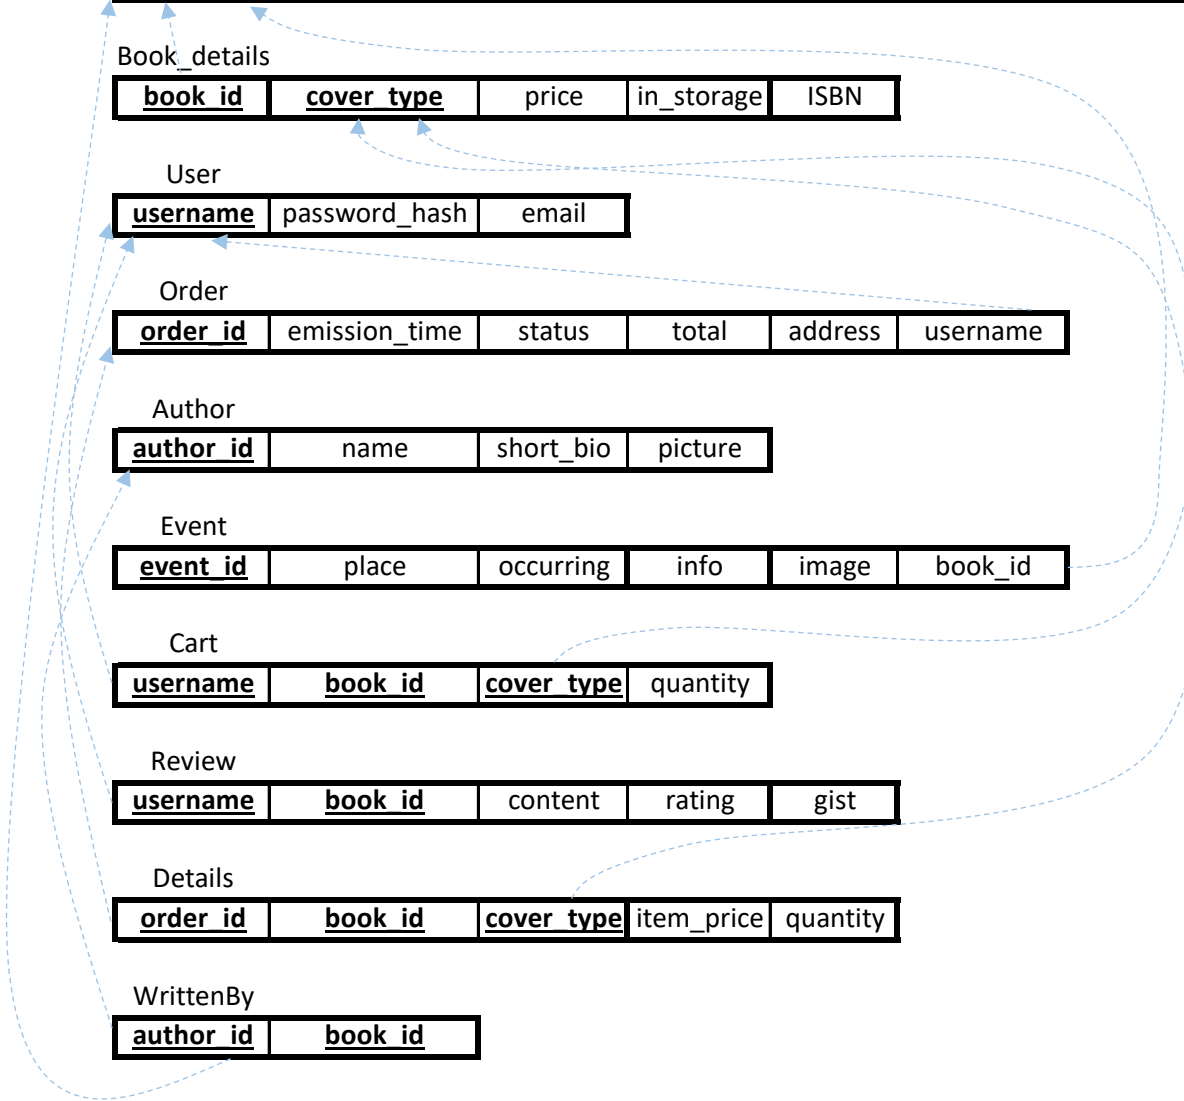 Book_details
book_id cover_type price in_storage ISBN
User
username password_hash email
Order
order_id emission_time status total address username
Author
author_id name short_bio picture
Event
event_id place occurring info image book_id
Cart
username book_id cover_type quantity
Review
username book_id content rating gist
Details
order_id book_id cover_type item_price quantity
WrittenBy
author_id book_id